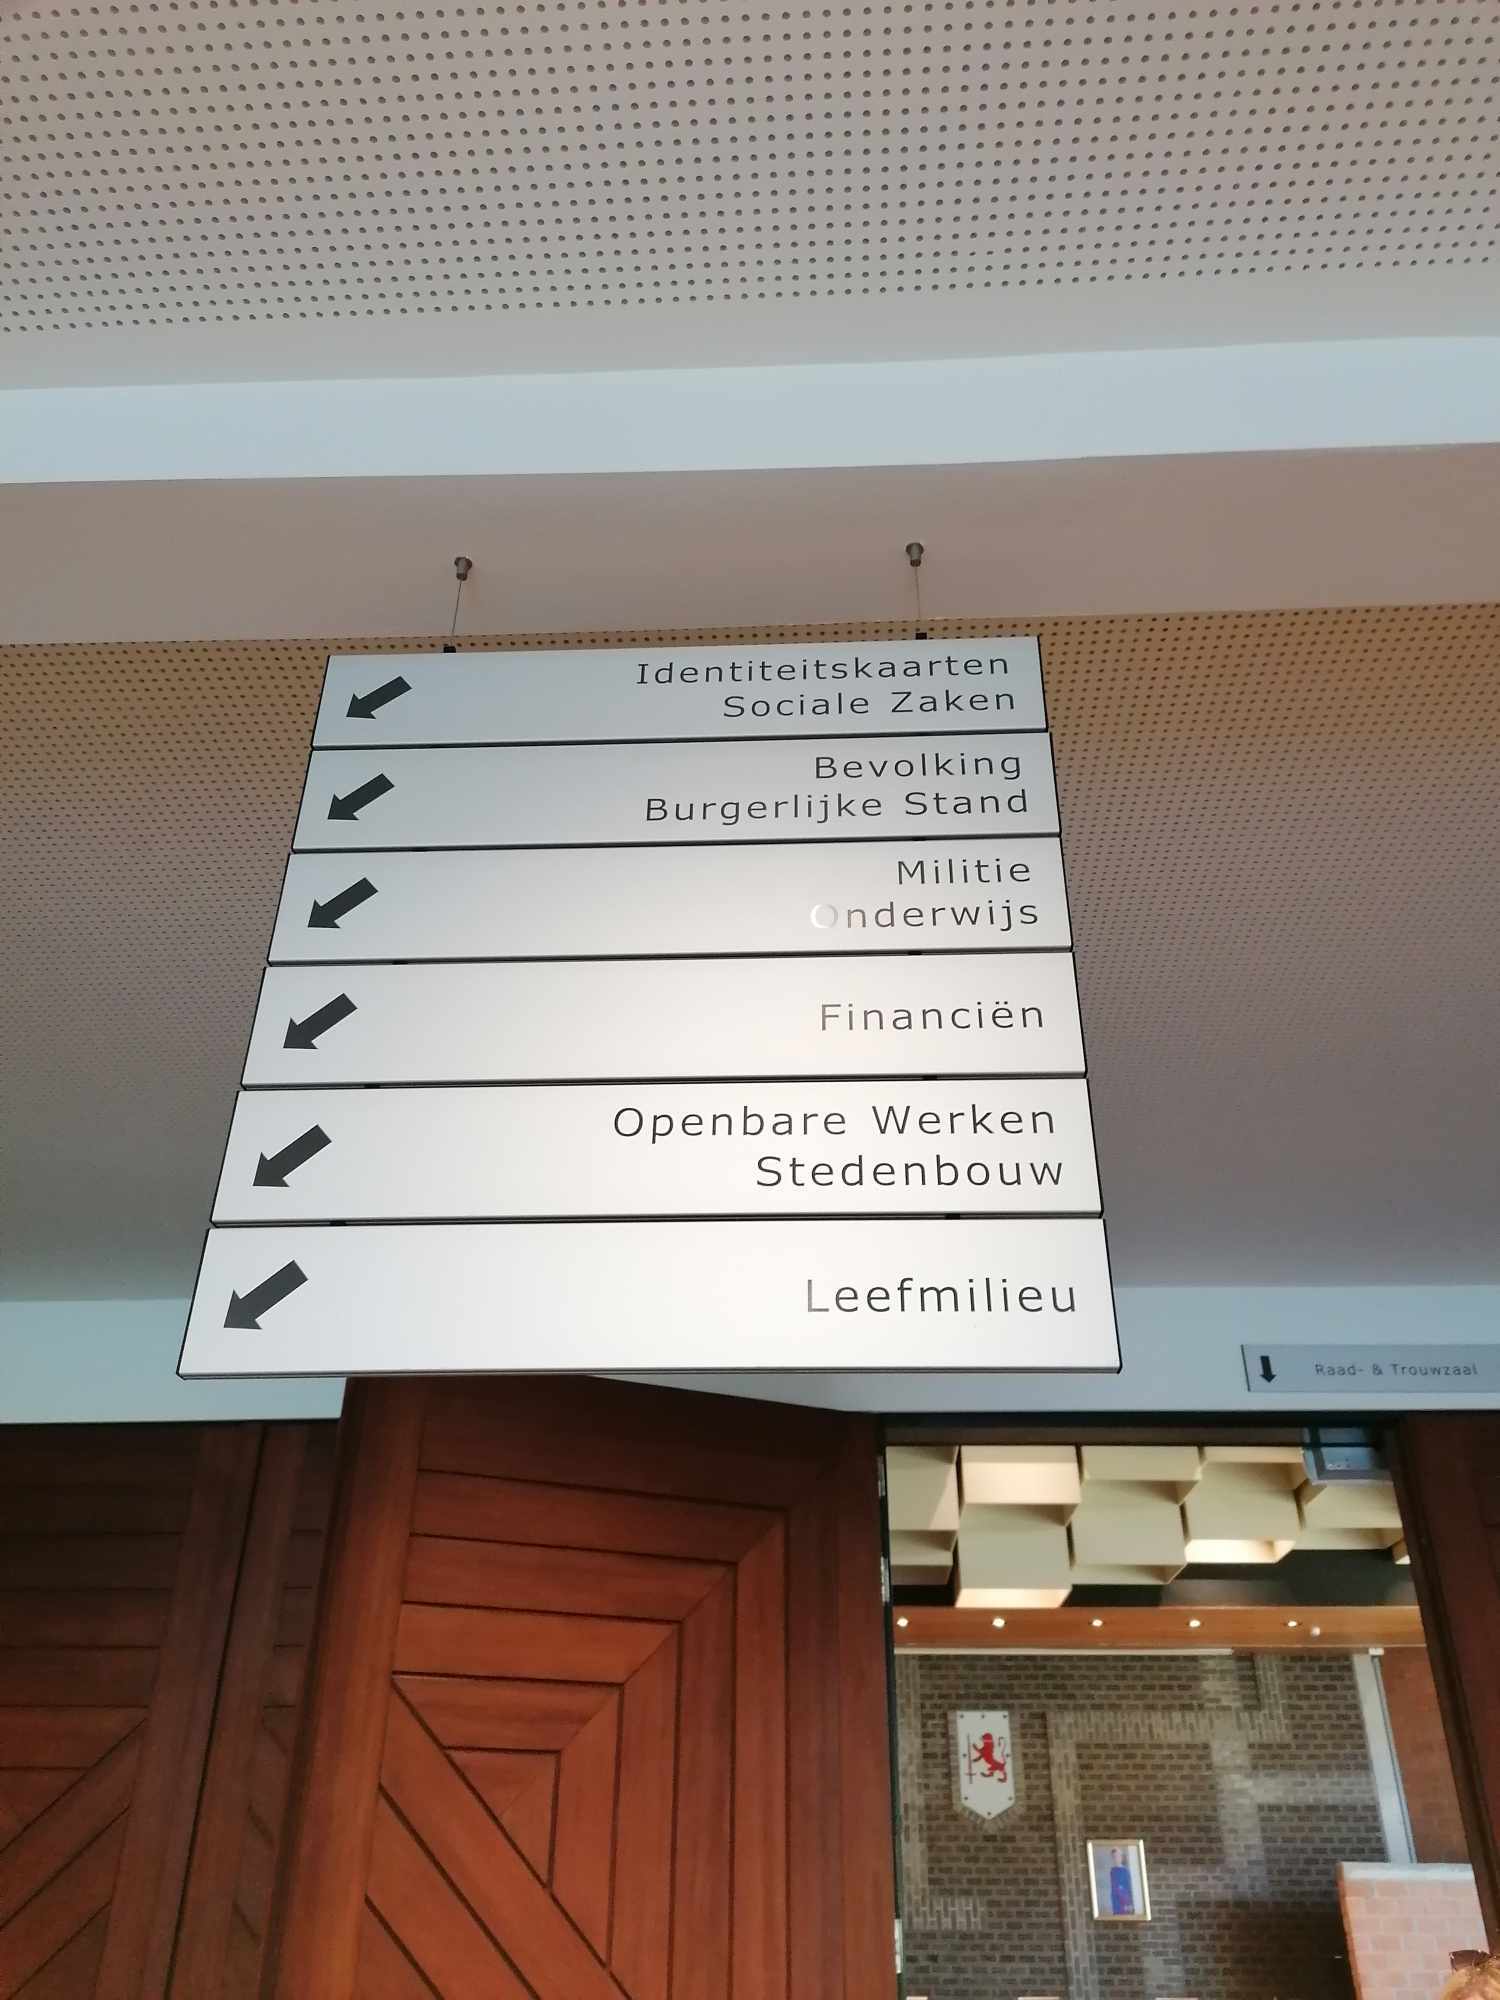 Identiteitskaarten
Sociale Zaken
Bevolking
Burgerlijke Stand
Militie
Onderwijs
Financiën
Openbare Werken
Stedenbouw
Leefmilieu
Raad- & Trouwzaal